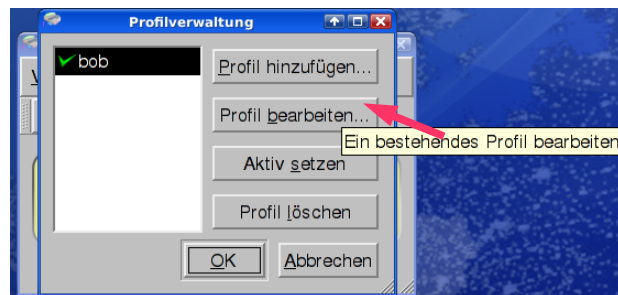 Profilverwaltung
bob
Profil hinzufügen...
Profil bearbeiten...
Ein bestehendes Profil bearbeiten
Aktiv setzen
Profil löschen
OK
Abbrechen